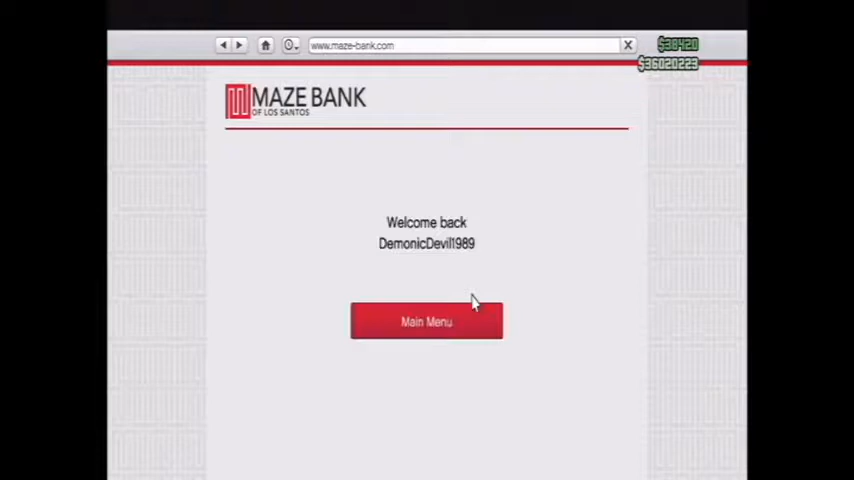 www.maze-bank.com
$38420
$36020223
MAZE BANK
OF LOS SANTOS
Welcome back
DemonicDevil1989
Main Menu